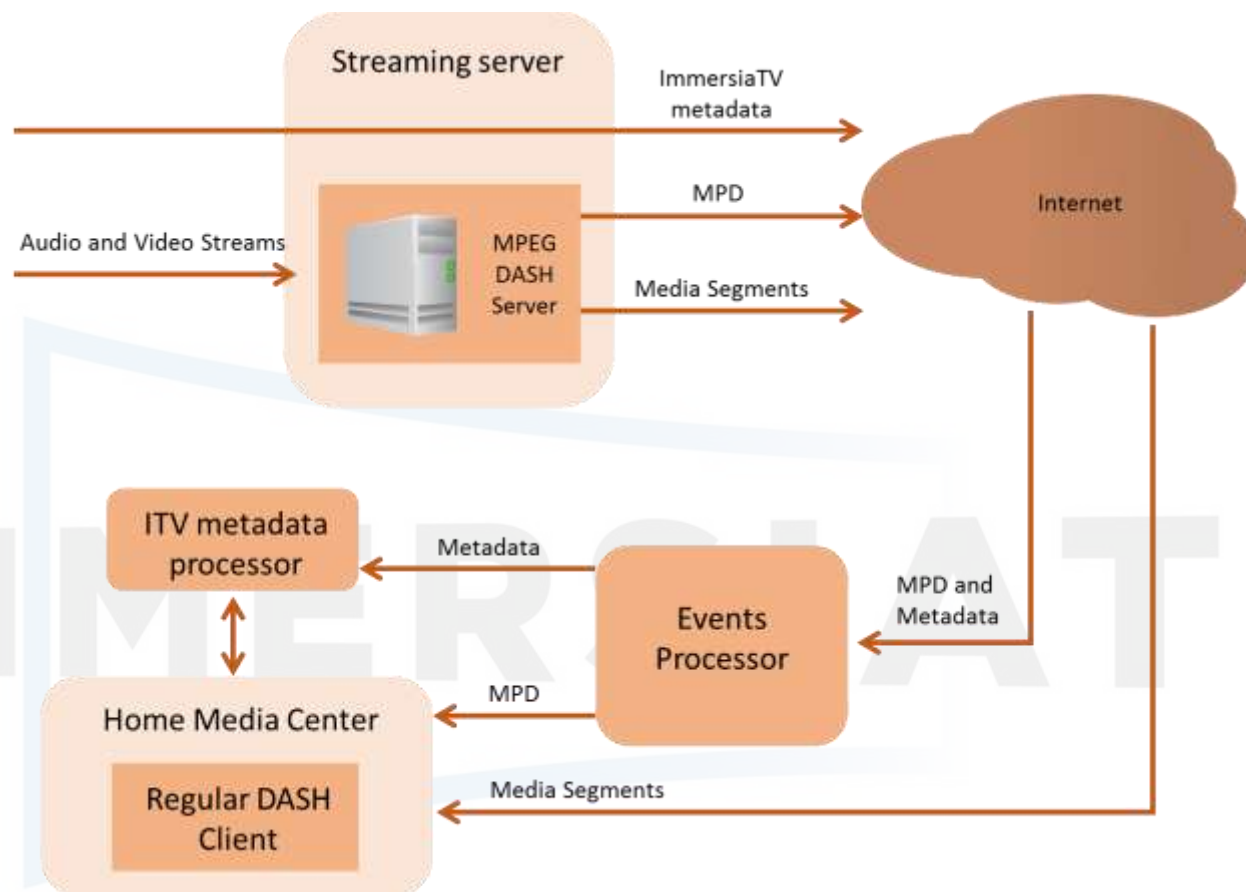 Streaming server
ImmersiaTV
metadata
MPD
Internet
Audio and Video Streams
MPEG
DASH
Server
Media Segments
ITV metadata
processor
Metadata
Events
Processor
MPD and
Metadata
MPD
Home Media Center
Media Segments
Regular DASH
Client
MMERSIAT